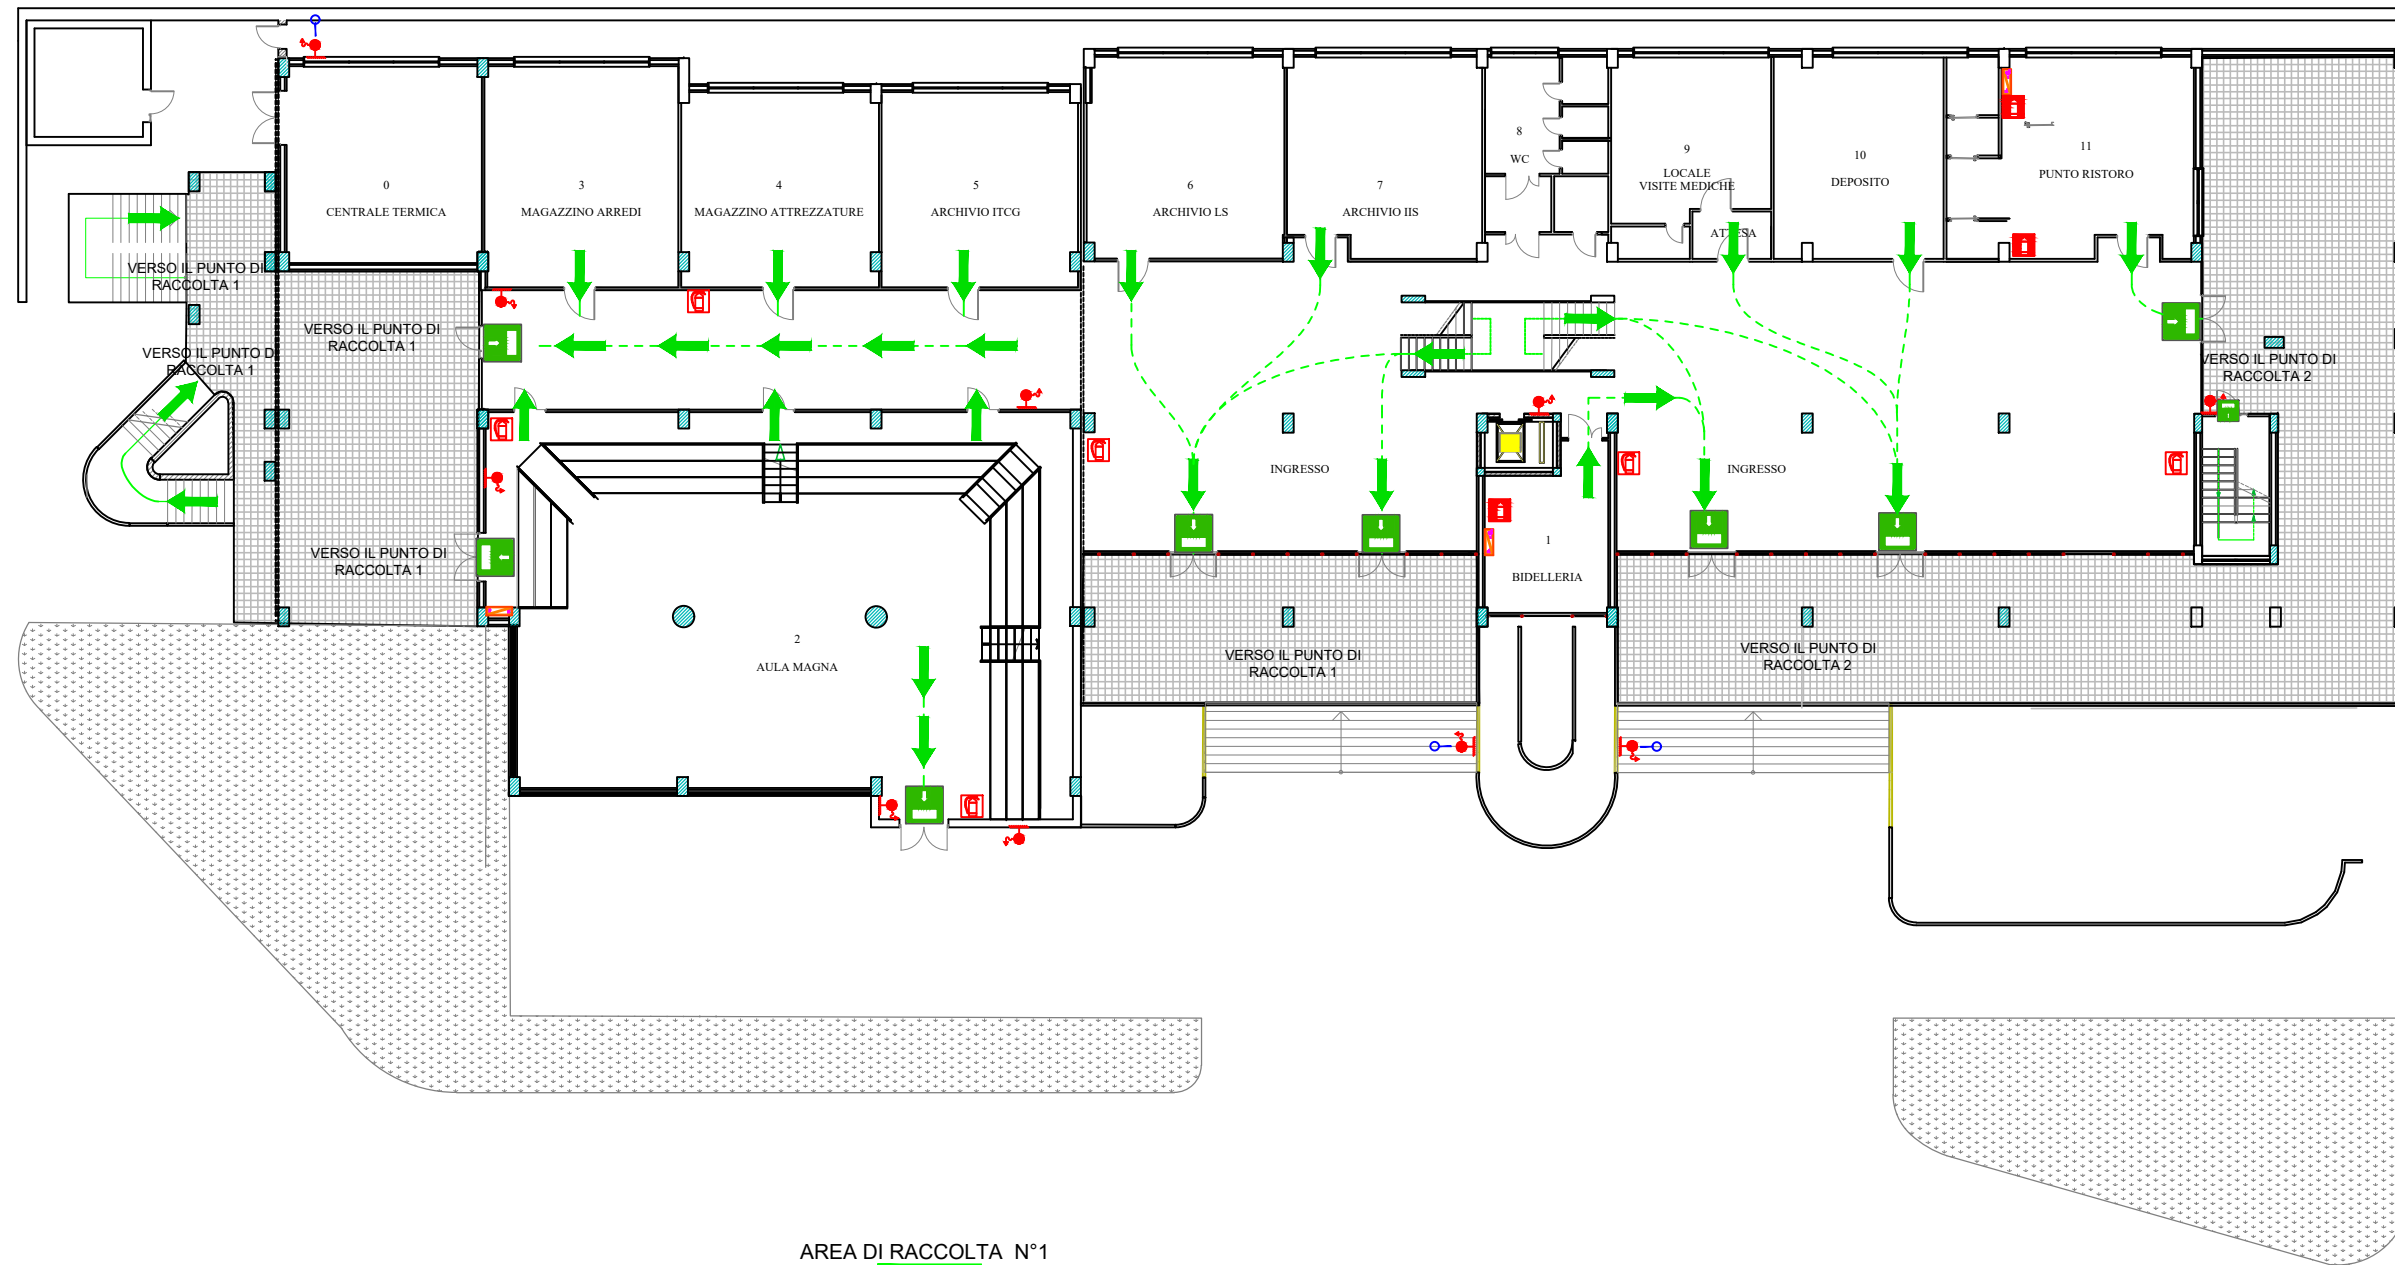 0
CENTRALE TERMICA
3
MAGAZZINO ARREDI
4
MAGAZZINO ATTREZZATURE
5
ARCHIVIO ITCG
6
ARCHIVIO LS
7
ARCHIVIO IIS
8
WC
9
LOCALE
VISITE MEDICHE
ATTESA
10
DEPOSITO
11
PUNTO RISTORO
VERSO IL PUNTO DI
RACCOLTA 1
VERSO IL PUNTO DI
RACCOLTA 1
VERSO IL PUNTO DI
RACCOLTA 1
VERSO IL PUNTO DI
RACCOLTA 2
INGRESSO
INGRESSO
VERSO IL PUNTO DI
RACCOLTA 1
1
BIDELLERIA
2
AULA MAGNA
VERSO IL PUNTO DI
RACCOLTA 1
VERSO IL PUNTO DI
RACCOLTA 2
AREA DI RACCOLTA N°1